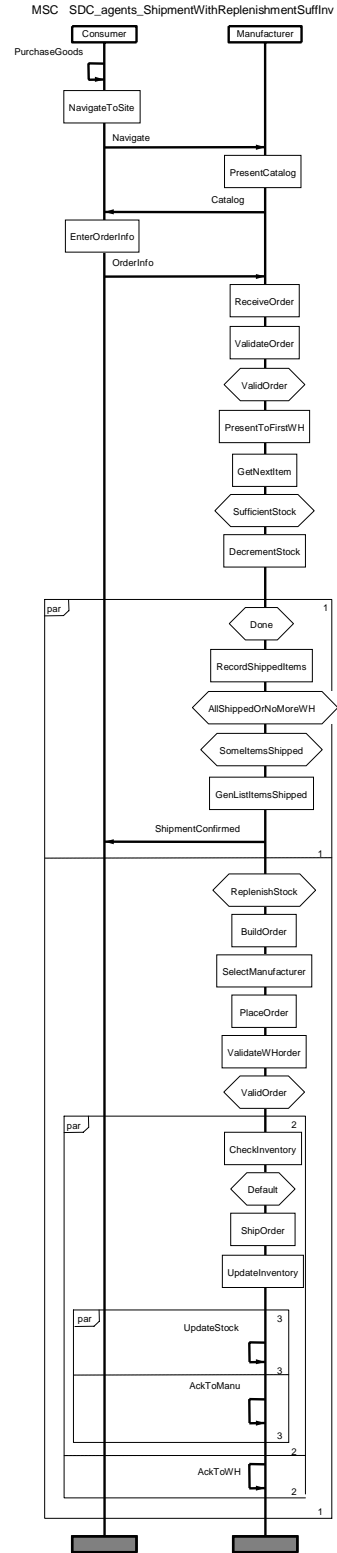 MSC SDC_agents_ShipmentWithReplenishmentSuffInv
Consumer Manufacturer
PurchaseGoods
NavigateToSite
Navigate
PresentCatalog
Catalog
EnterOrderInfo
OrderInfo
ReceiveOrder
ValidateOrder
ValidOrder
PresentToFirstWH
GetNextItem
SufficientStock
DecrementStock
par 1
Done
RecordShippedItems
AllShippedOrNoMoreWH
SomeItemsShipped
GenListItemsShipped
ShipmentConfirmed
1
ReplenishStock
BuildOrder
SelectManufacturer
PlaceOrder
ValidateWHorder
ValidOrder
par 2
CheckInventory
Default
ShipOrder
UpdateInventory
par 3
UpdateStock
3
AckToManu
3
2
AckToWH
2
1